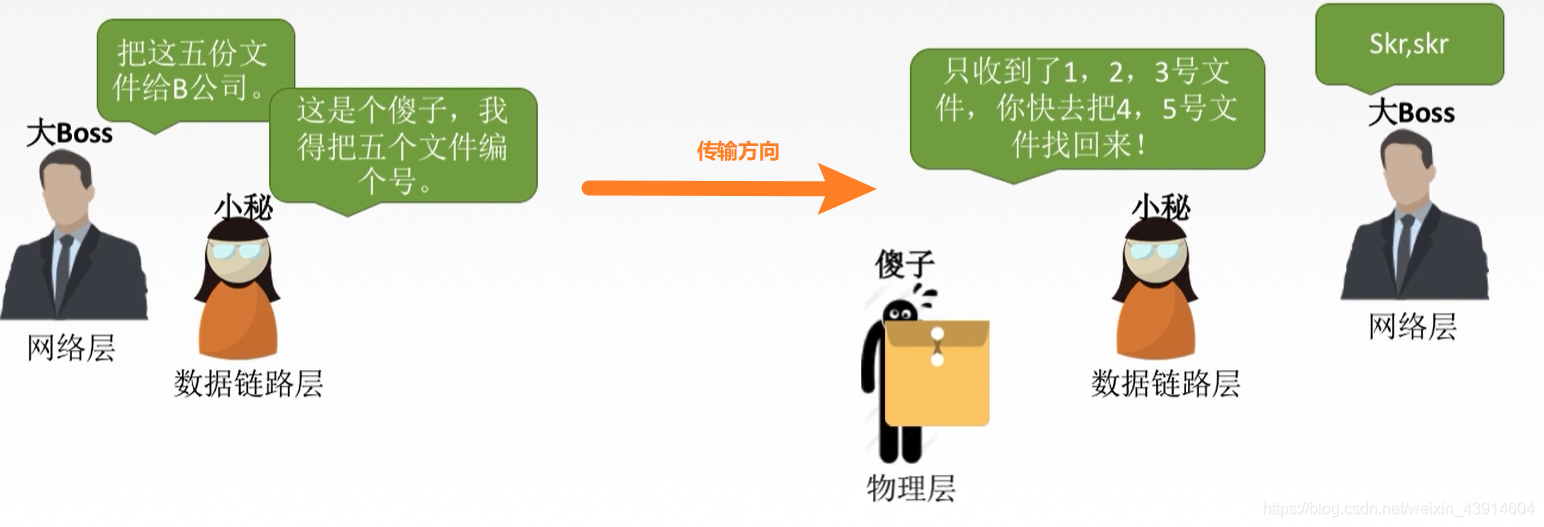 把这五份文
件给B公司。
大Boss
这是个傻子，我
得把五个文件编
个号。
小秘
网络层
数据链路层
传输方向
只收到了1，2，3号文
件，你快去把4，5号文
件找回来！
Skr,skr
大Boss
小秘
傻子
网络层
数据链路层
物理层
https://blog.csdn.net/weixin_43914604